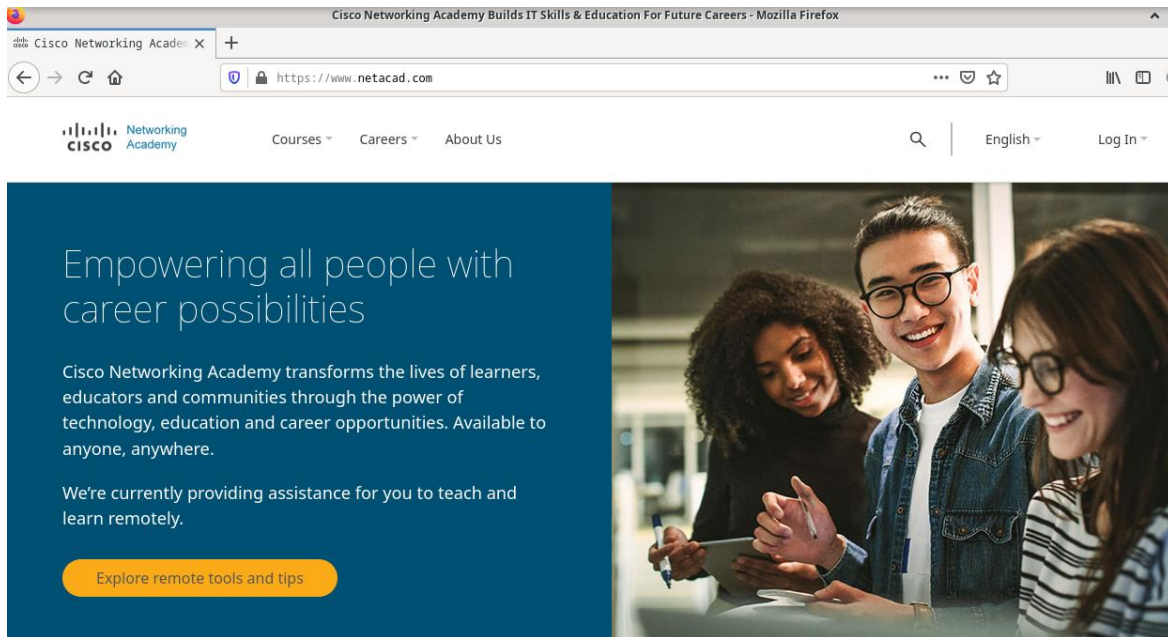 Cisco Networking Academy Builds IT Skills & Education For Future Careers - Mozilla Firefox
Cisco Networking Academ
https://www.netacad.com
CISCO Networking Academy
Courses Careers About Us English Log In
Empowering all people with
career possibilities
Cisco Networking Academy transforms the lives of learners,
educators and communities through the power of
technology, education and career opportunities. Available to
anyone, anywhere.
We're currently providing assistance for you to teach and
learn remotely.
Explore remote tools and tips